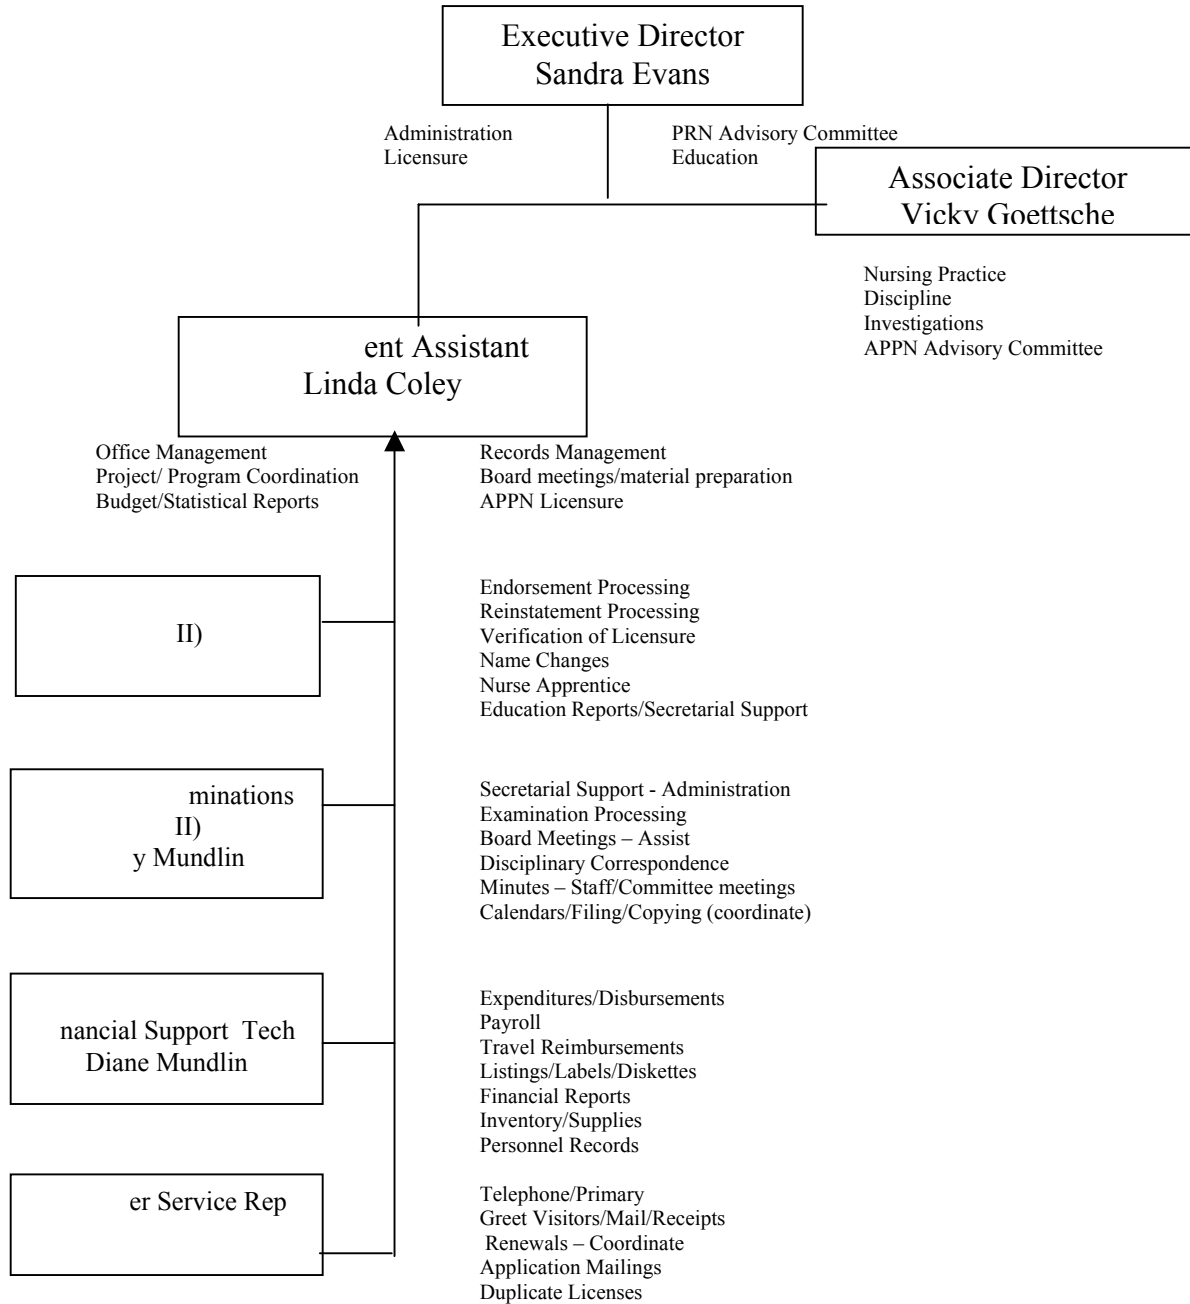 Executive Director
Sandra Evans
Administration
Licensure
PRN Advisory Committee
Education
Associate Director
Vicky Goettsche
Nursing Practice
Discipline
Investigations
APPN Advisory Committee
ent Assistant
Linda Coley
Office Management
Project/ Program Coordination
Budget/Statistical Reports
Records Management
Board meetings/material preparation
APPN Licensure
II)
Endorsement Processing
Reinstatement Processing
Verification of Licensure
Name Changes
Nurse Apprentice
Education Reports/Secretarial Support
minations
II)
y Mundlin
Secretarial Support - Administration
Examination Processing
Board Meetings – Assist
Disciplinary Correspondence
Minutes – Staff/Committee meetings
Calendars/Filing/Copying (coordinate)
nancial Support  Tech
Diane Mundlin
Expenditures/Disbursements
Payroll
Travel Reimbursements
Listings/Labels/Diskettes
Financial Reports
Inventory/Supplies
Personnel Records
er Service Rep
Telephone/Primary
Greet Visitors/Mail/Receipts
Renewals – Coordinate
Application Mailings
Duplicate Licenses